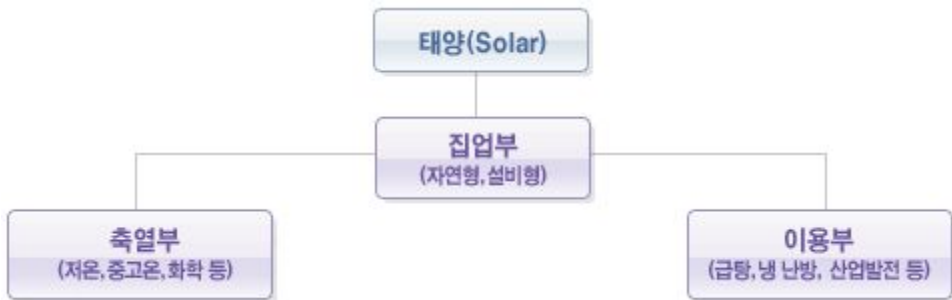 태양(Solar)
집업부
(자연형, 설비형)
축열부
(저온, 중고온, 화학 등)
이용부
(급탕, 냉 난방, 산업발전 등)